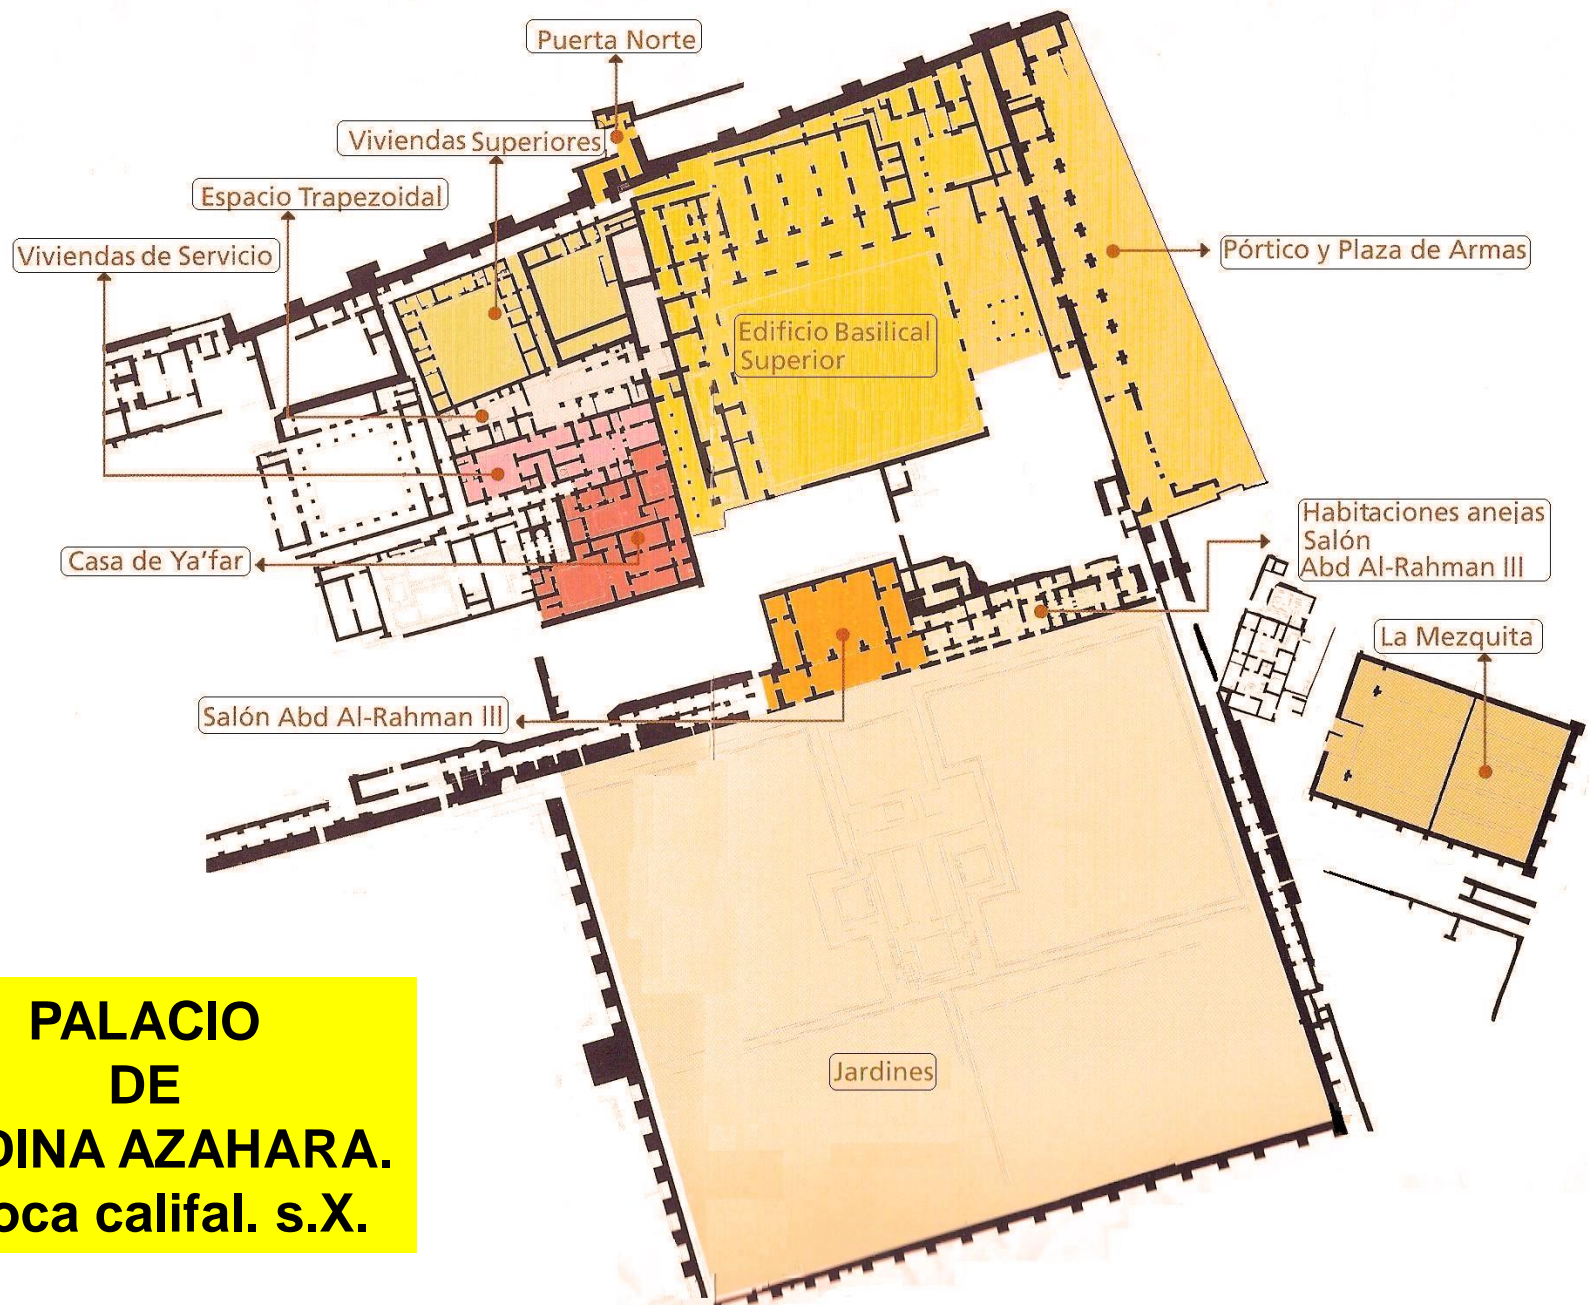 Puerta Norte
Viviendas Superiores
Espacio Trapezoidal
Viviendas de Servicio
Pórtico y Plaza de Armas
Edificio Basilical
Superior
Habitaciones anejas
Salón
Abd Al-Rahman III
Casa de Ya’far
La Mezquita
Salón Abd Al-Rahman III
Jardines
PALACIO
DE
DINA AZAHARA.
oca califal. s.X.